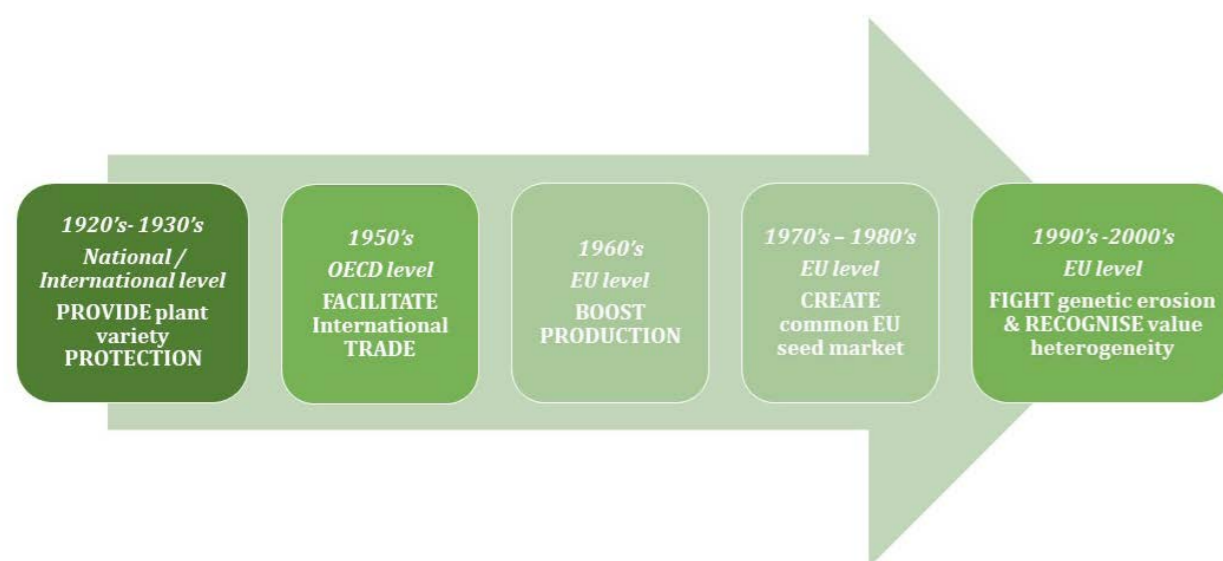 1920's- 1930's
National /
International level
PROVIDE plant
variety
PROTECTION
1950's
OECD level
FACILITATE
International
TRADE
1960's
EU level
BOOST
PRODUCTION
1970's – 1980's
EU level
CREATE
common EU
seed market
1990's -2000's
EU level
FIGHT genetic erosion
& RECOGNISE value
heterogeneity